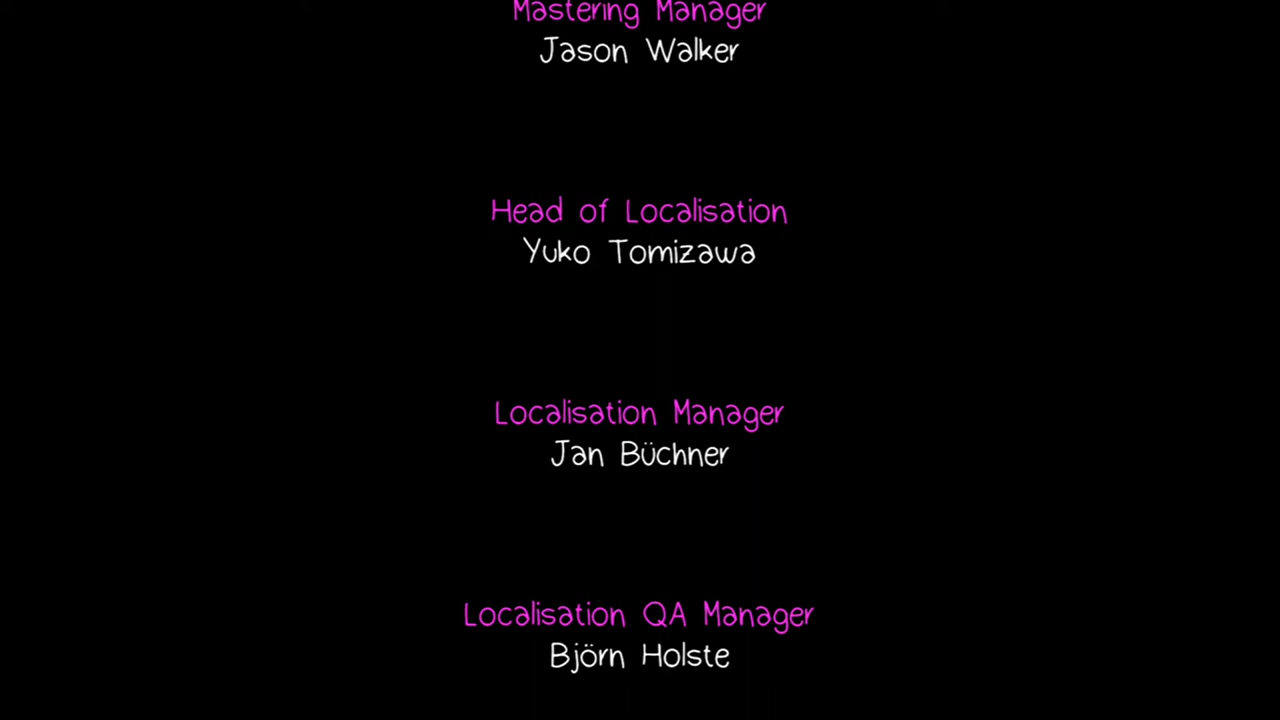 Mastering Manager
Jason Walker
Head of Localisation
Yuko Tomizawa
Localisation Manager
Jan Büchner
Localisation QA Manager
Björn Holste